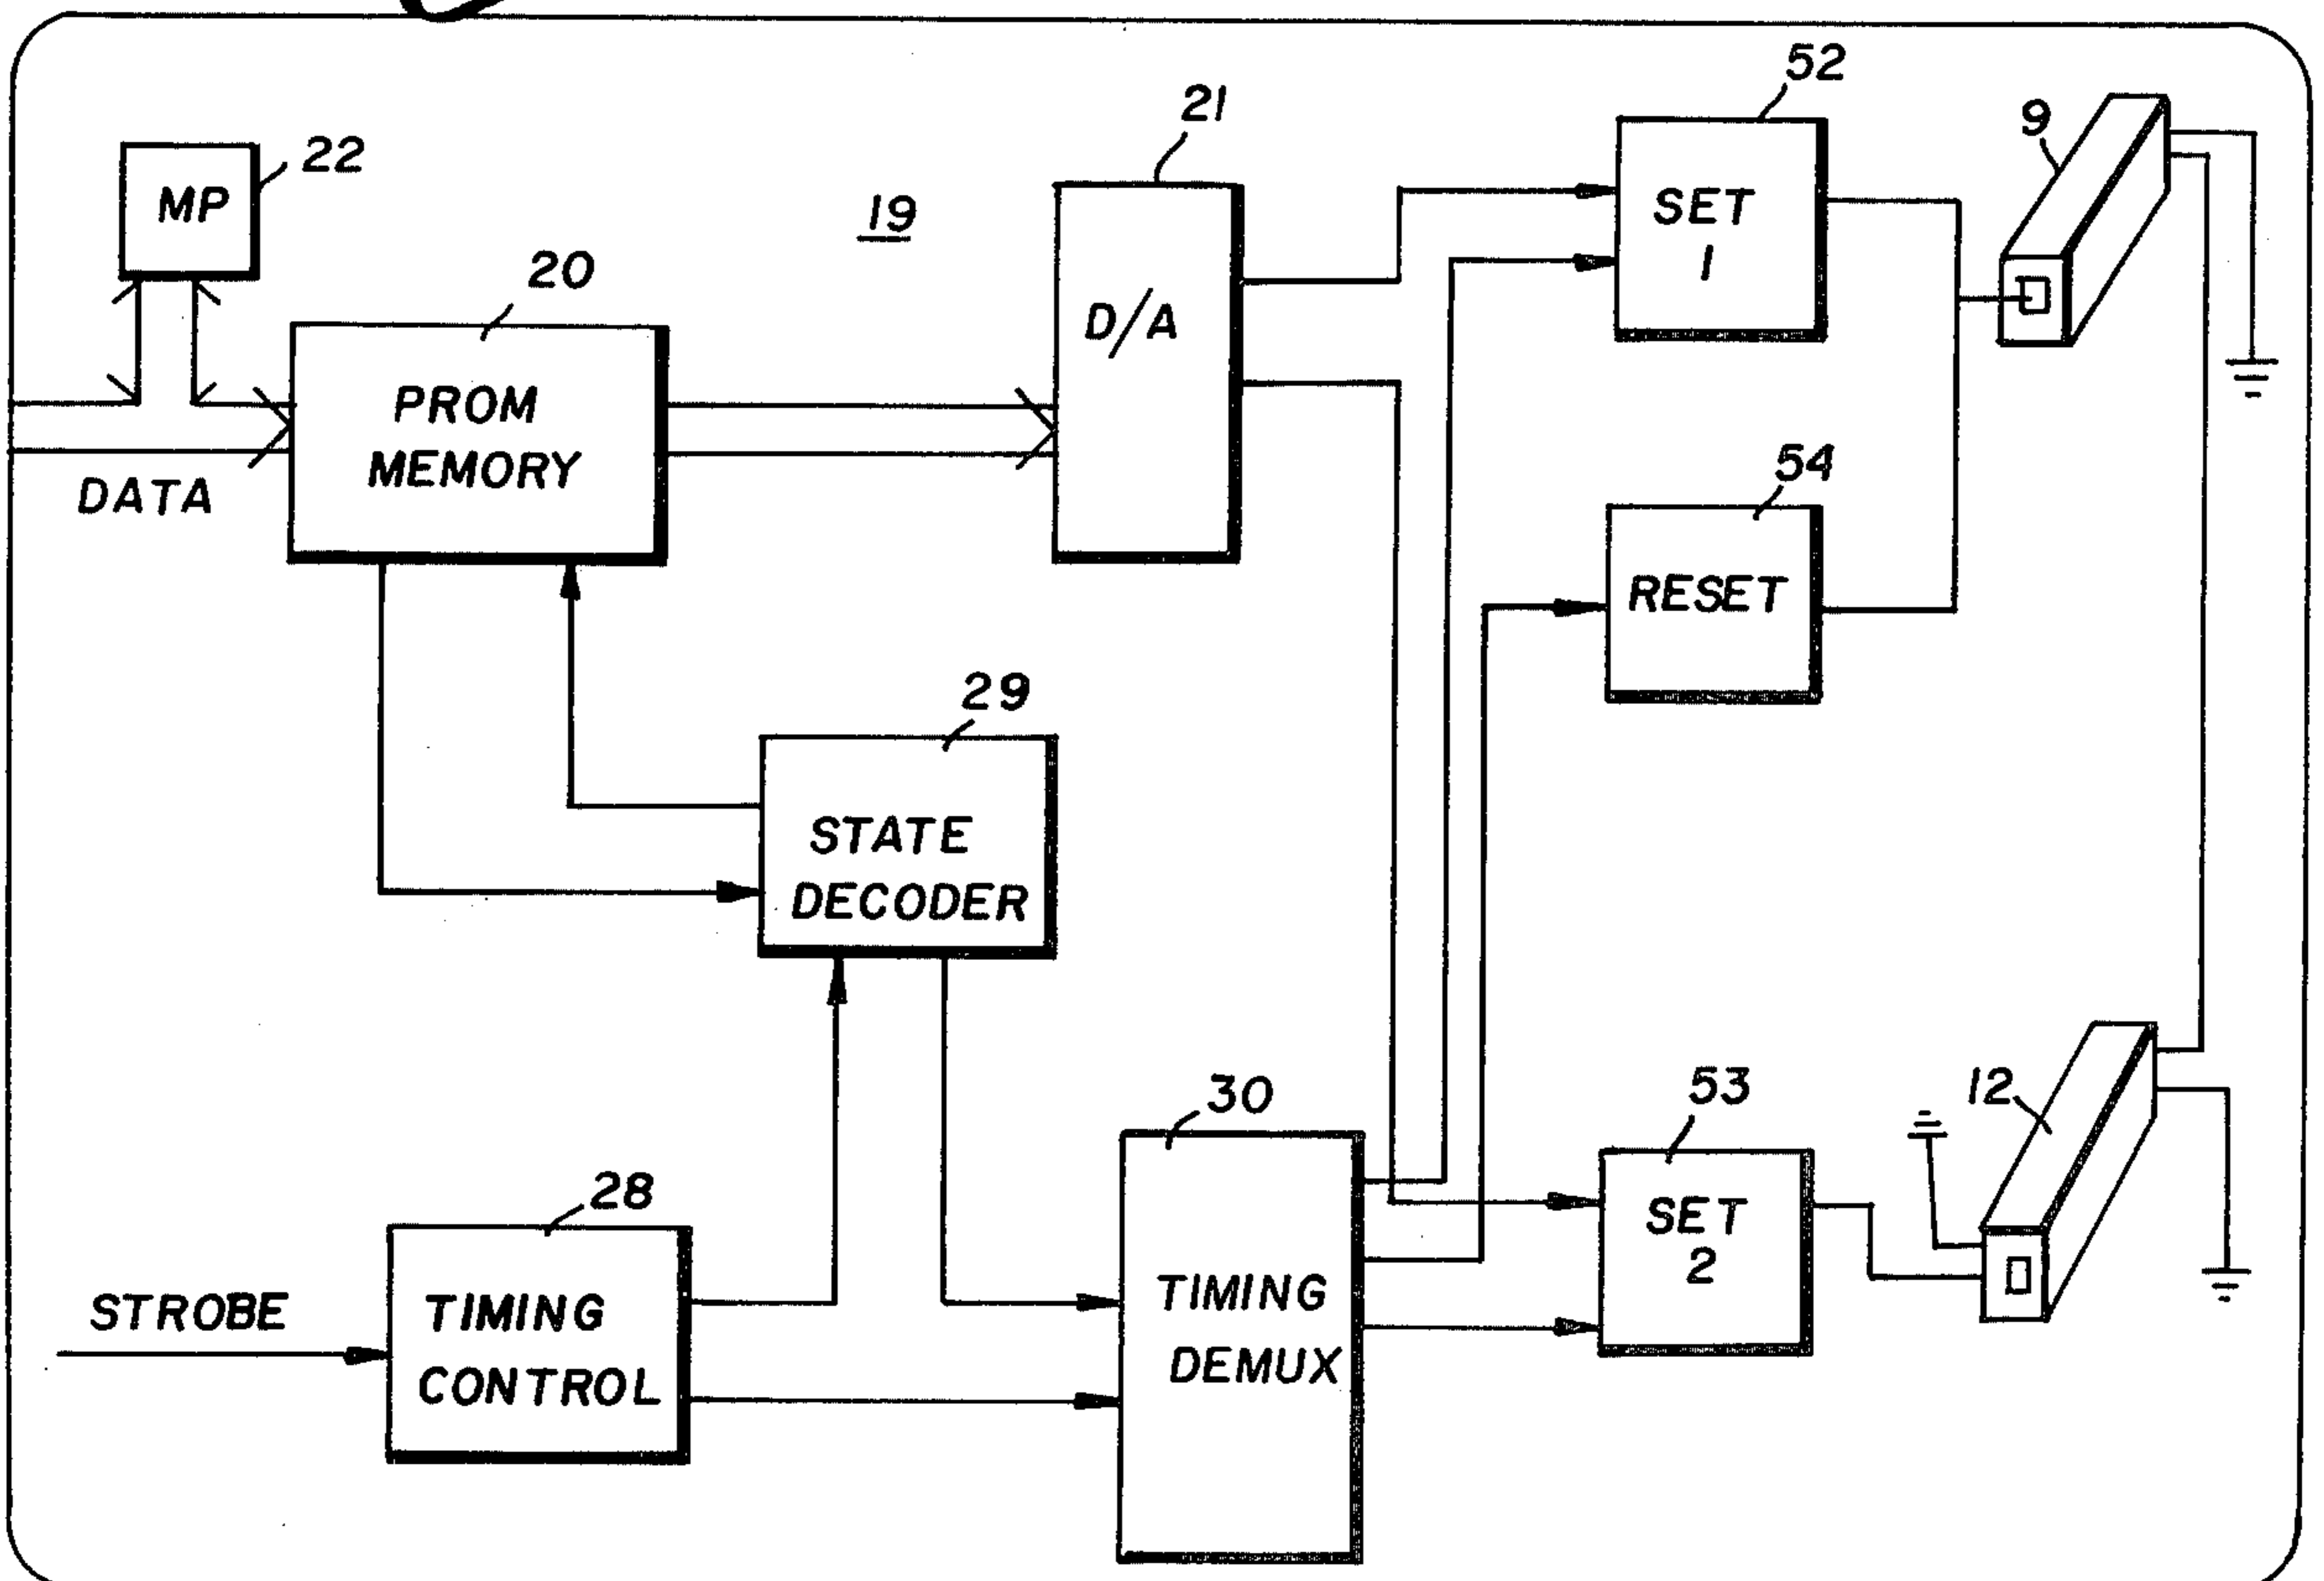 52
21
9
22
MP
19
SET
1
20
D/A
PROM
MEMORY
DATA
54
RESET
29
STATE
DECODER
30
53
12
28
SET
2
STROBE
TIMING
CONTROL
TIMING
DEMUX